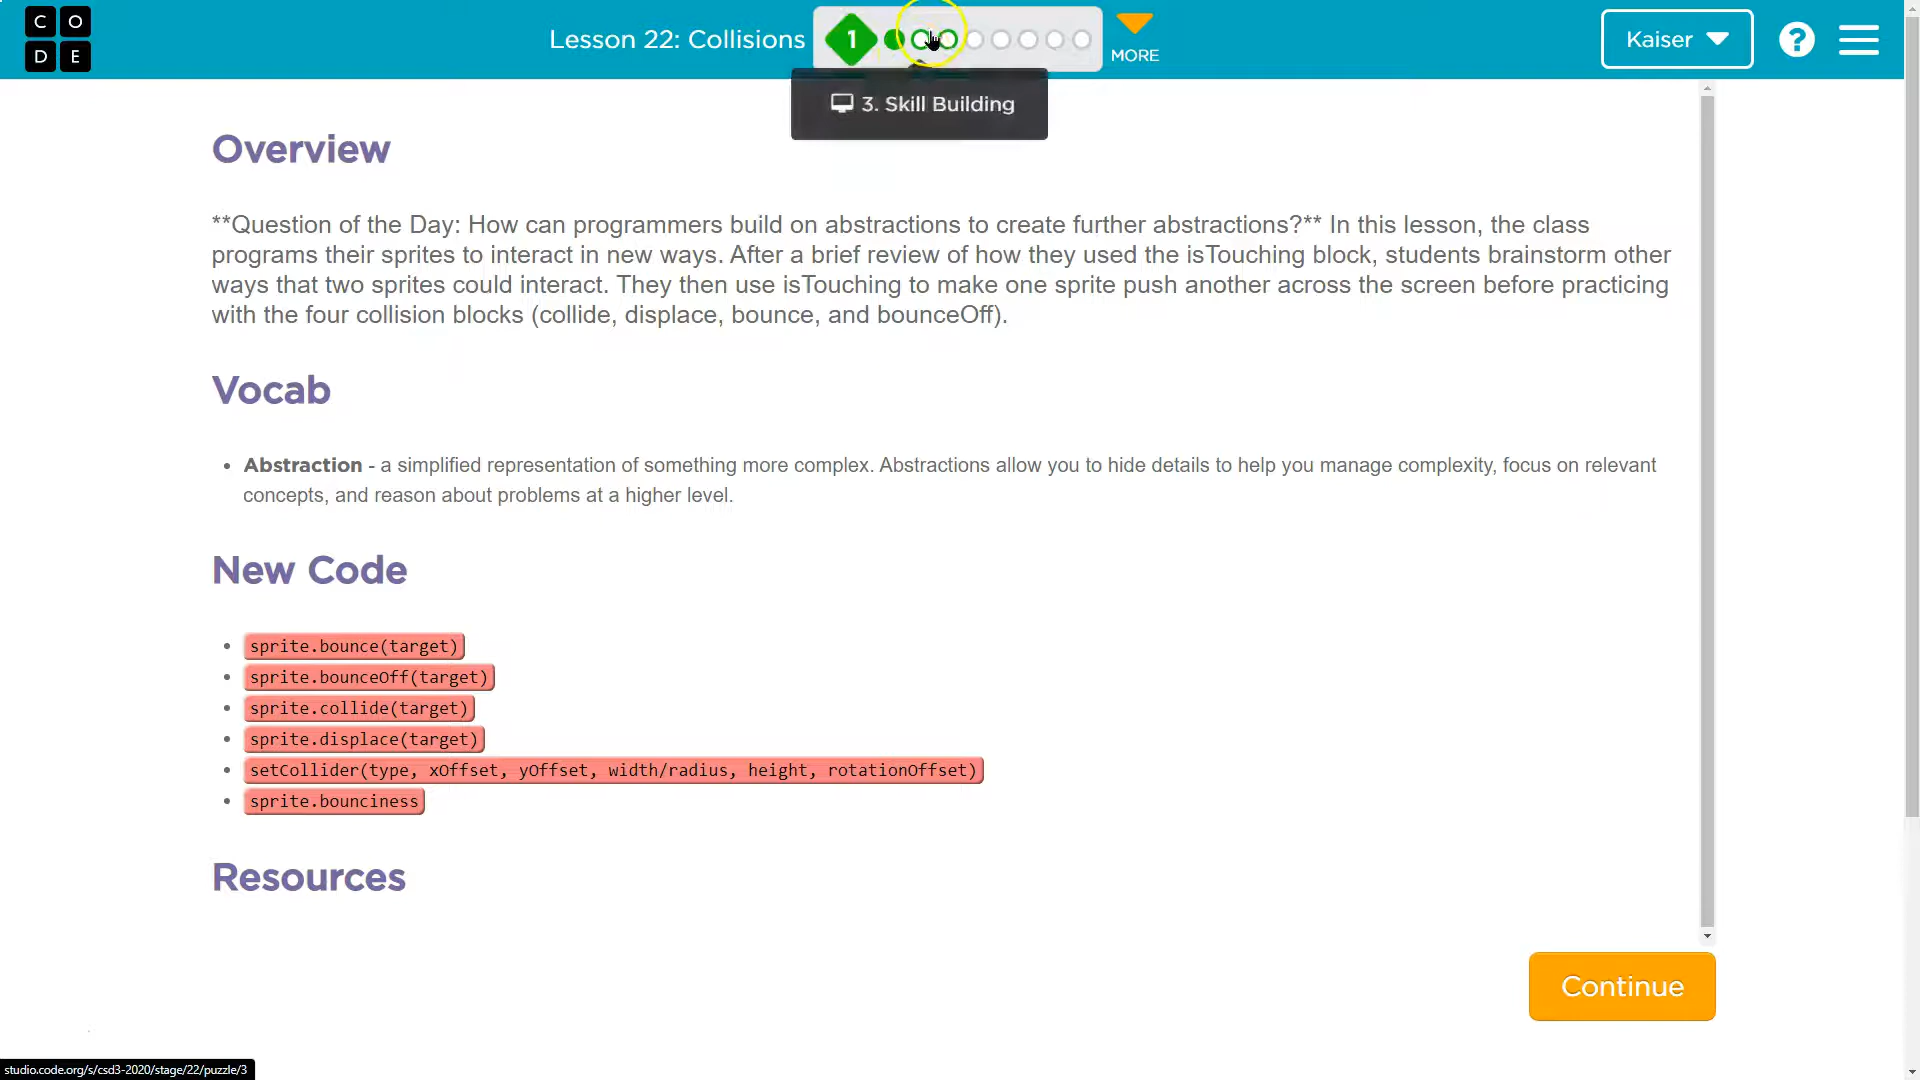 C O
D E
Lesson 22: Collisions
1
MORE
Kaiser
?
3. Skill Building
Overview
**Question of the Day: How can programmers build on abstractions to create further abstractions?** In this lesson, the class
programs their sprites to interact in new ways. After a brief review of how they used the isTouching block, students brainstorm other
ways that two sprites could interact. They then use isTouching to make one sprite push another across the screen before practicing
with the four collision blocks (collide, displace, bounce, and bounceOff).
Vocab
• Abstraction - a simplified representation of something more complex. Abstractions allow you to hide details to help you manage complexity, focus on relevant
concepts, and reason about problems at a higher level.
New Code
• sprite.bounce(target)
• sprite.bounceOff(target)
• sprite.collide(target)
• sprite.displace(target)
• setCollider(type, xOffset, yOffset, width/radius, height, rotationOffset)
• sprite.bounciness
Resources
Continue
studio.code.org/s/csd3-2020/stage/22/puzzle/3